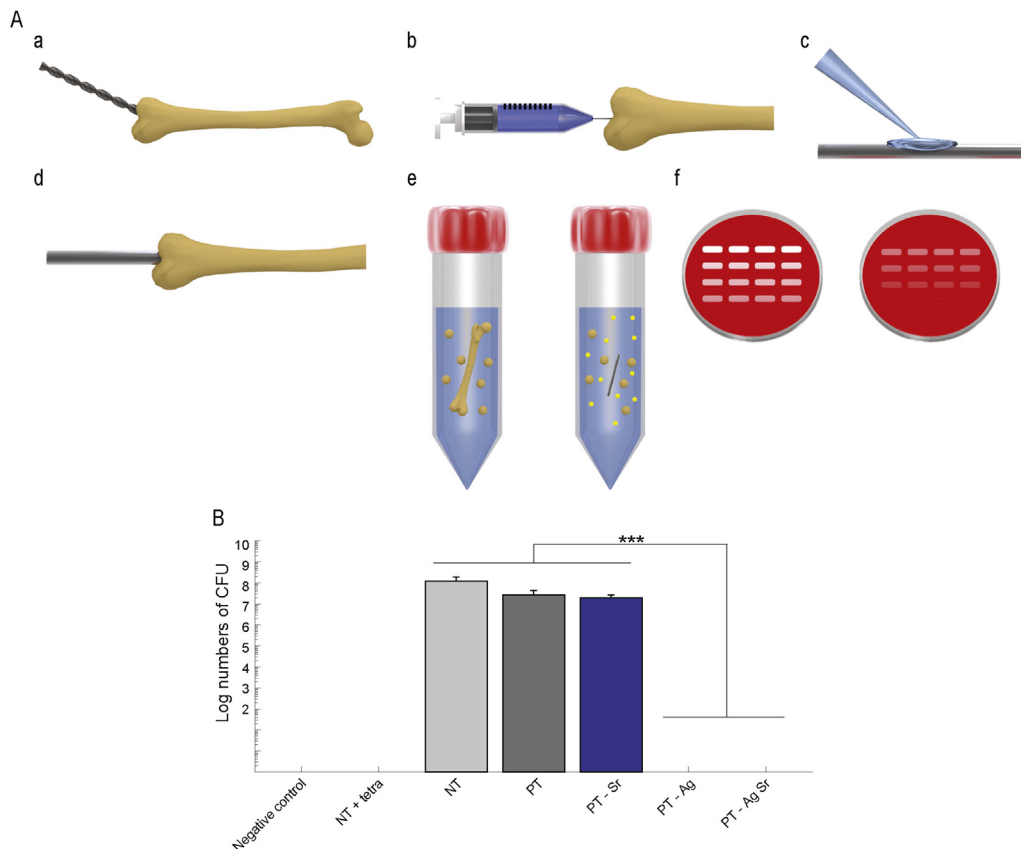 A
a
b
c
d
e
f
B
Log numbers of CFU
10
9
8
7
6
5
4
3
2
***
Negative control
NT + tetra
NT
PT
PT - Sr
PT - Ag
PT - Ag Sr